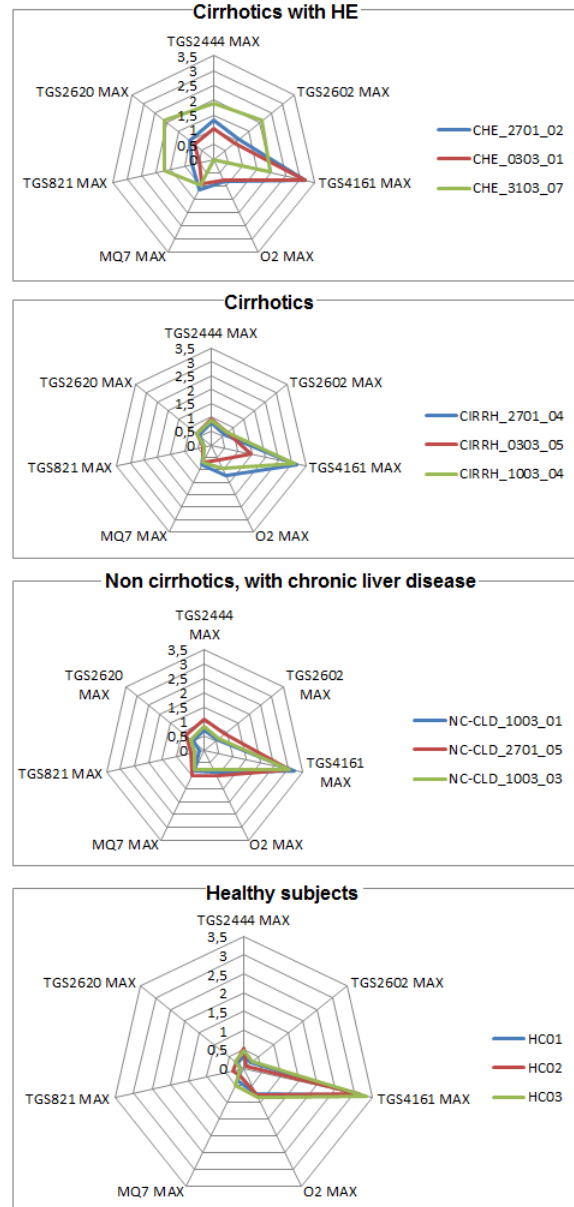 Cirrhotics with HE
TGS2444 MAX
3,5
3
2,5
2
1,5
1
0,5
0
TGS2602 MAX
TGS4161 MAX
O2 MAX
MQ7 MAX
TGS821 MAX
TGS2620 MAX
CHE_2701_02
CHE_0303_01
CHE_3103_07
Cirrhotics
TGS2444 MAX
3,5
3
2,5
2
1,5
1
0,5
0
TGS2602 MAX
TGS4161 MAX
O2 MAX
MQ7 MAX
TGS821 MAX
TGS2620 MAX
CIRRH_2701_04
CIRRH_0303_05
CIRRH_1003_04
Non cirrhotics, with chronic liver disease
TGS2444
MAX
3,5
3
2,5
2
1,5
1
0,5
0
TGS2602
MAX
TGS4161
MAX
O2 MAX
MQ7 MAX
TGS821 MAX
TGS2620
MAX
NC-CLD_1003_01
NC-CLD_2701_05
NC-CLD_1003_03
Healthy subjects
TGS2444 MAX
3,5
3
2,5
2
1,5
1
0,5
0
TGS2602 MAX
TGS4161 MAX
O2 MAX
MQ7 MAX
TGS821 MAX
TGS2620 MAX
HC01
HC02
HC03